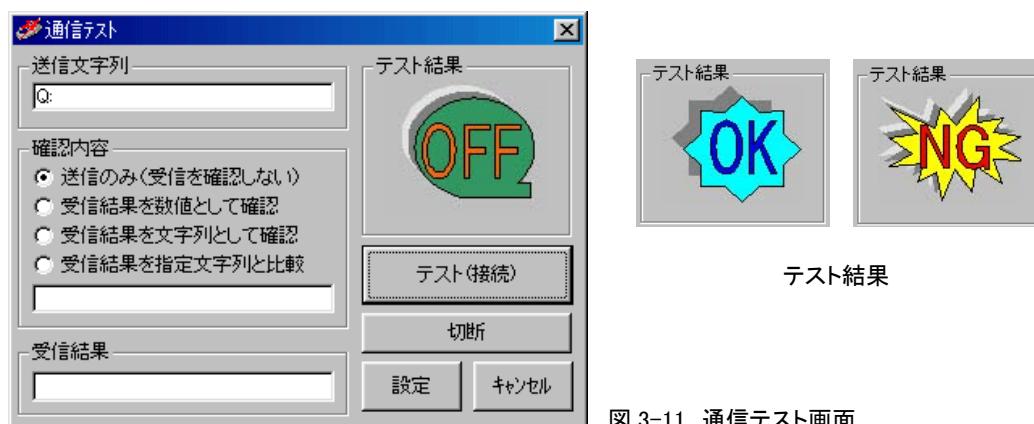 通信テスト
送信文字列
Q:
確認内容
送信のみ(受信を確認しない)
受信結果を数値として確認
受信結果を文字列として確認
受信結果を指定文字列と比較
受信結果
テスト結果
OFF
テスト(接続)
切断
設定
キャンセル
テスト結果
OK
テスト結果
NG
テスト結果
図 3-11 通信テスト画面